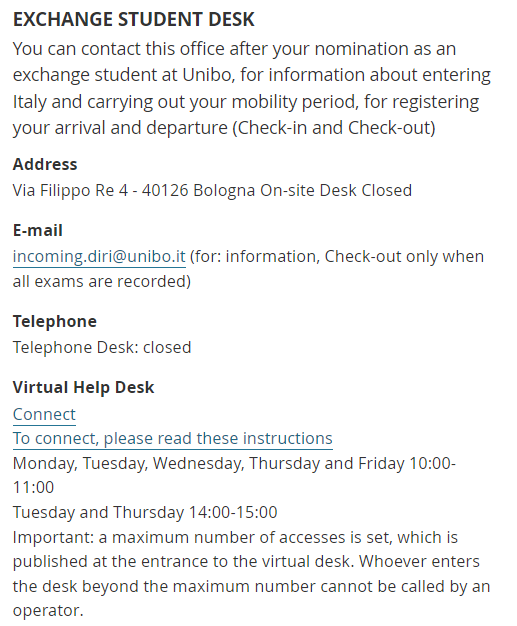 EXCHANGE STUDENT DESK
You can contact this office after your nomination as an
exchange student at Unibo, for information about entering
Italy and carrying out your mobility period, for registering
your arrival and departure (Check-in and Check-out)
Address
Via Filippo Re 4 - 40126 Bologna On-site Desk Closed
E-mail
incoming.diri@unibo.it (for: information, Check-out only when
all exams are recorded)
Telephone
Telephone Desk: closed
Virtual Help Desk
Connect
To connect, please read these instructions
Monday, Tuesday, Wednesday, Thursday and Friday 10:00-
11:00
Tuesday and Thursday 14:00-15:00
Important: a maximum number of accesses is set, which is
published at the entrance to the virtual desk. Whoever enters
the desk beyond the maximum number cannot be called by an
operator.